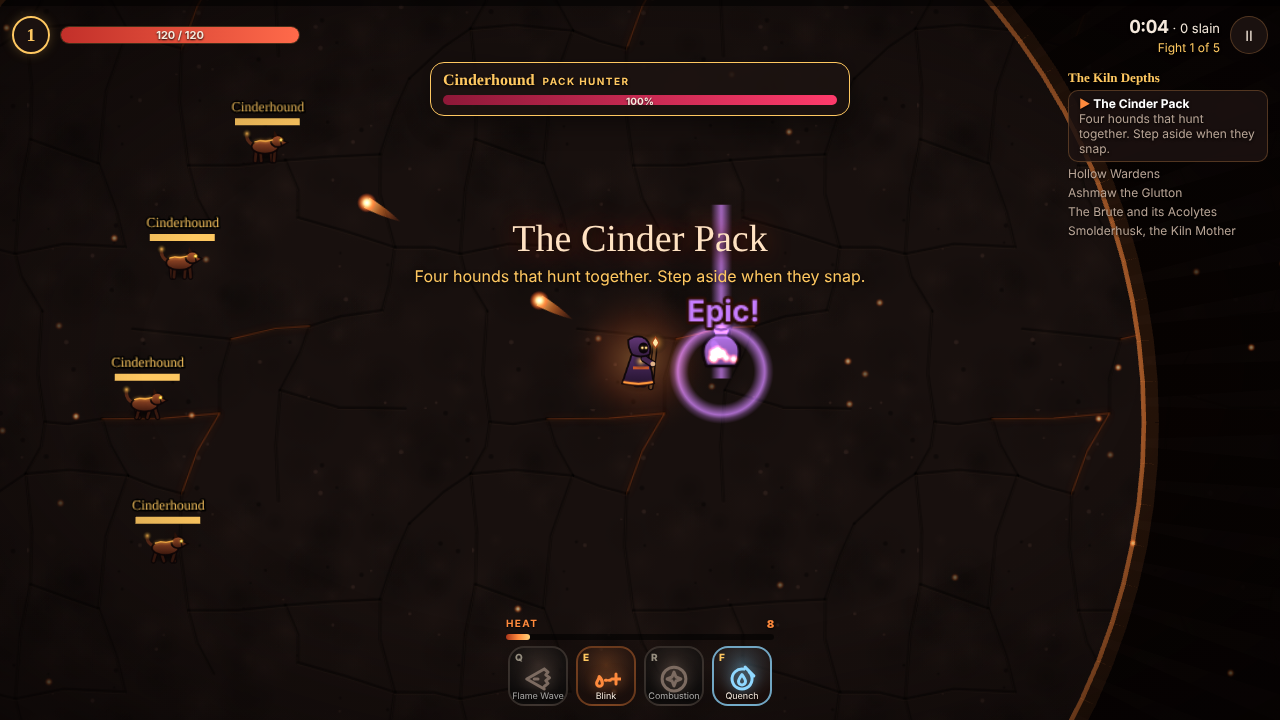 1
120 / 120
0:04 · 0 slain
Fight 1 of 5
Cinderhound PACK HUNTER
100%
The Kiln Depths
▶ The Cinder Pack
Four hounds that hunt
together. Step aside when they
snap.
Hollow Wardens
Ashmaw the Glutton
The Brute and its Acolytes
Smolderhusk, the Kiln Mother
Cinderhound
Cinderhound
The Cinder Pack
Four hounds that hunt together. Step aside when they snap.
Epic!
Cinderhound
Cinderhound
HEAT 8
Q E R F
Flame Wave Blink Combustion Quench